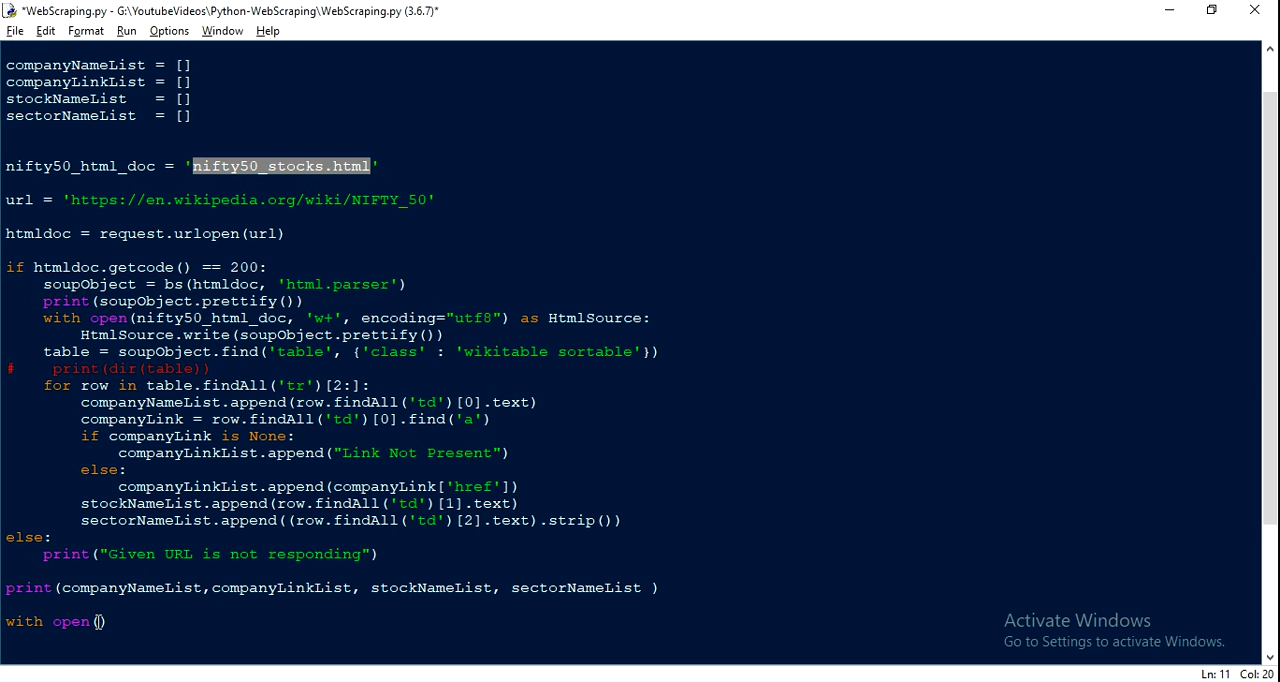 *WebScraping.py - G:\YoutubeVideos\Python-WebScraping\WebScraping.py (3.6.7)*
File Edit Format Run Options Window Help
companyNameList = []
companyLinkList = []
stockNameList   = []
sectorNameList  = []
nifty50_html_doc = 'nifty50_stocks.html'
url = 'https://en.wikipedia.org/wiki/NIFTY_50'
htmldoc = request.urlopen(url)
if htmldoc.getcode() == 200:
    soupObject = bs(htmldoc, 'html.parser')
    print(soupObject.prettify())
    with open(nifty50_html_doc, 'w+', encoding="utf8") as HtmlSource:
        HtmlSource.write(soupObject.prettify())
    table = soupObject.find('table', {'class' : 'wikitable sortable'})
#    print(dir(table))
    for row in table.findAll('tr')[2:]:
        companyNameList.append(row.findAll('td')[0].text)
        companyLink = row.findAll('td')[0].find('a')
        if companyLink is None:
            companyLinkList.append("Link Not Present")
        else:
            companyLinkList.append(companyLink['href'])
        stockNameList.append(row.findAll('td')[1].text)
        sectorNameList.append((row.findAll('td')[2].text).strip())
else:
    print("Given URL is not responding")
print(companyNameList,companyLinkList, stockNameList, sectorNameList )
with open()
Activate Windows
Go to Settings to activate Windows.
Ln: 11 Col: 20